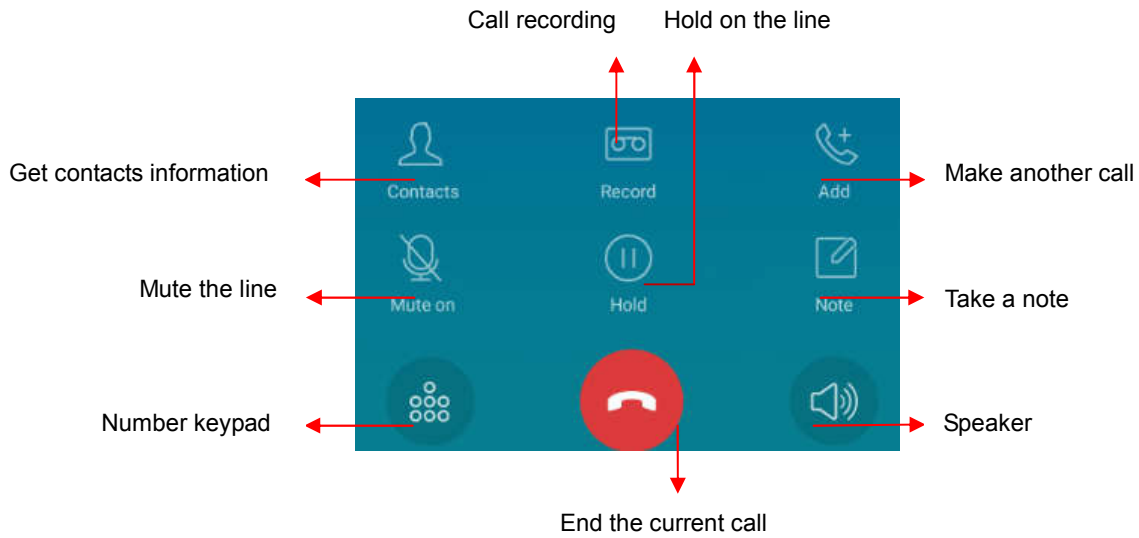 Call recording
Hold on the line
Get contacts information
Contacts
Record
Add
Make another call
Mute the line
Mute on
Hold
Note
Take a note
Number keypad
Speaker
End the current call